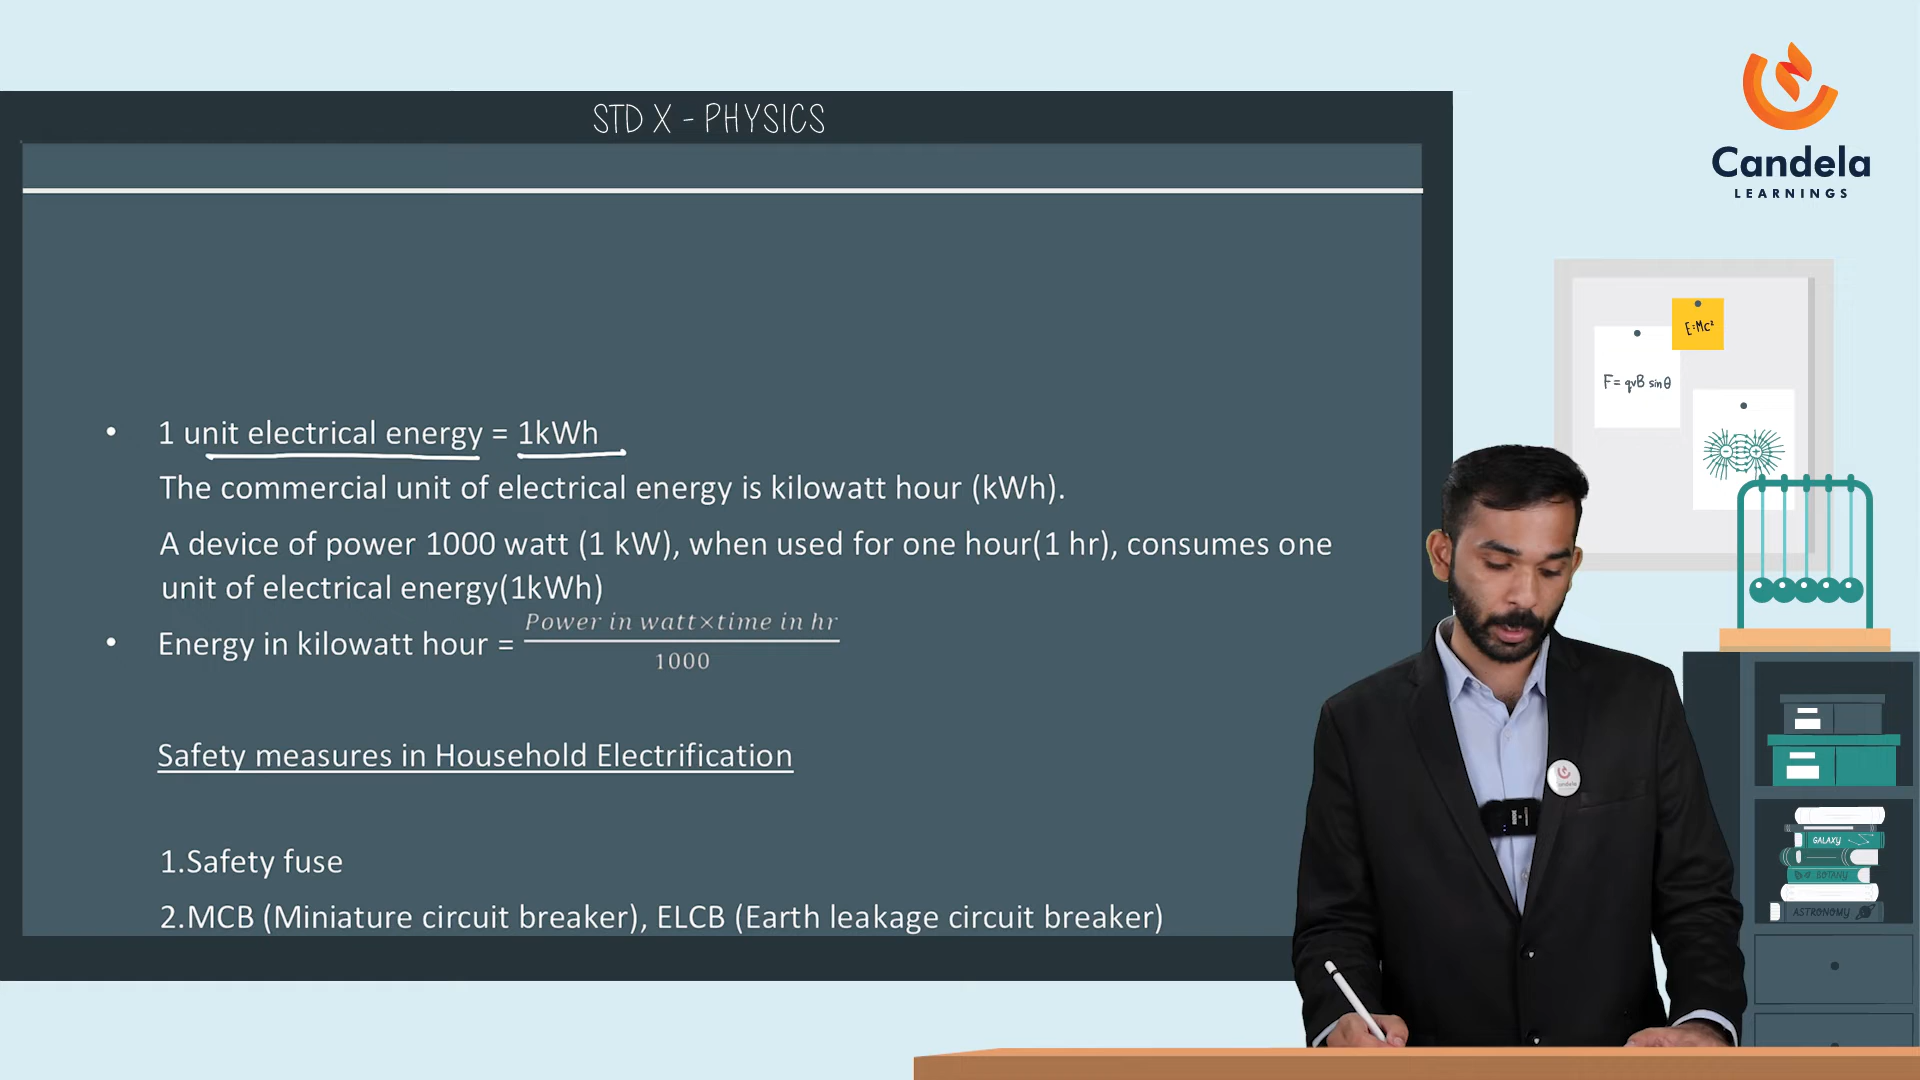 STD X - PHYSICS
Candela
LEARNINGS
E=Mc²
F= qvB sinθ
• 1 unit electrical energy = 1kWh
The commercial unit of electrical energy is kilowatt hour (kWh).
A device of power 1000 watt (1 kW), when used for one hour(1 hr), consumes one
unit of electrical energy(1kWh)
• Energy in kilowatt hour = Power in watt×time in hr
1000
Safety measures in Household Electrification
1.Safety fuse
2.MCB (Miniature circuit breaker), ELCB (Earth leakage circuit breaker)
GALAXY
BOTANY
ASTRONOMY